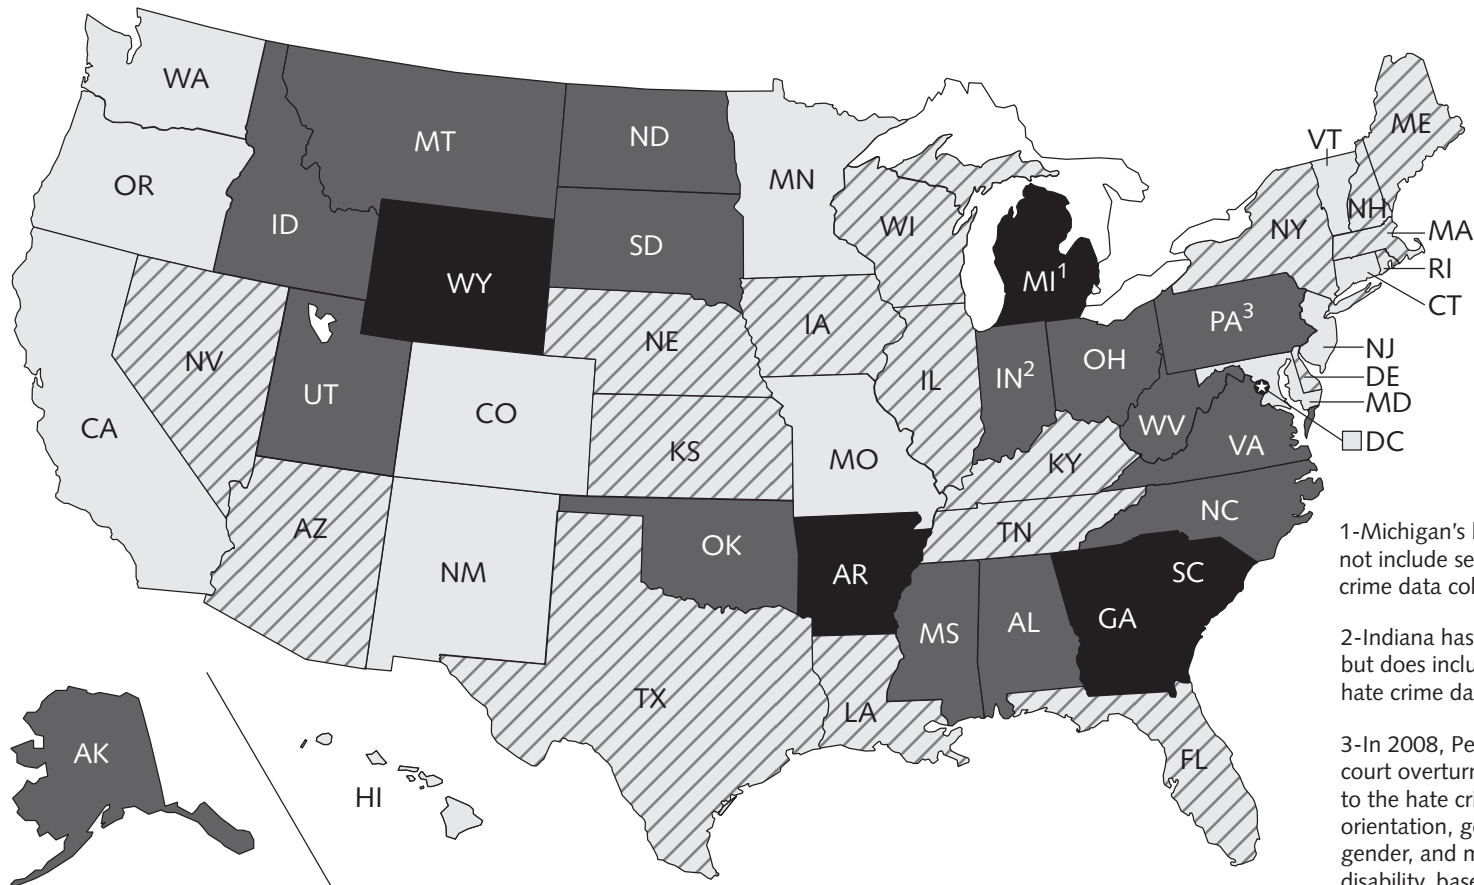 WA
OR
CA
ID
NV
MT
WY
UT
AZ
CO
NM
ND
SD
NE
KS
OK
TX
MN
IA
MO
AR
LA
WI
IL
MI¹
IN²
OH
KY
TN
MS
AL
GA
SC
NC
FL
WV
VA
PA³
NY
VT
NH
ME
MA
RI
CT
NJ
DE
MD
DC
AK
HI
1-Michigan's
not include se
crime data col
2-Indiana has
but does inclu
hate crime da
3-In 2008, Pe
court overturn
to the hate cri
orientation, g
gender, and m
disability, base